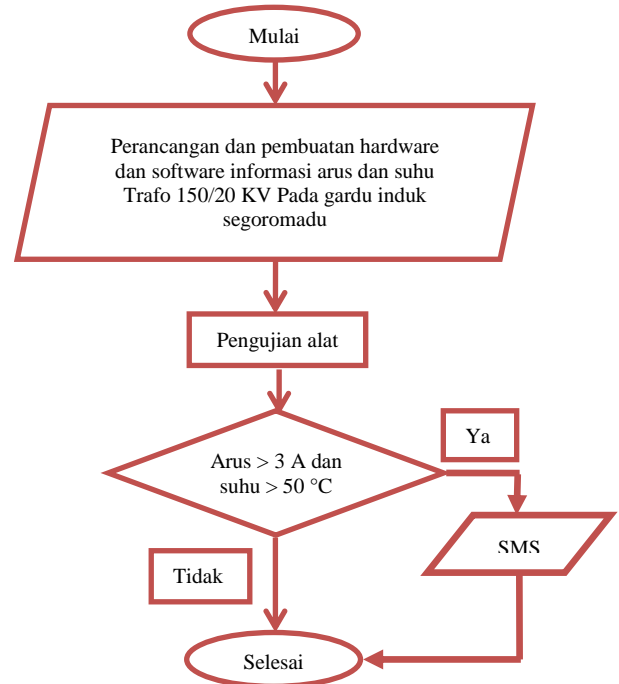 Mulai
Perancangan dan pembuatan hardware
dan software informasi arus dan suhu
Trafo 150/20 KV Pada gardu induk
segoromadu
Pengujian alat
Arus > 3 A dan
suhu > 50 °C
Ya
SMS
Tidak
Selesai